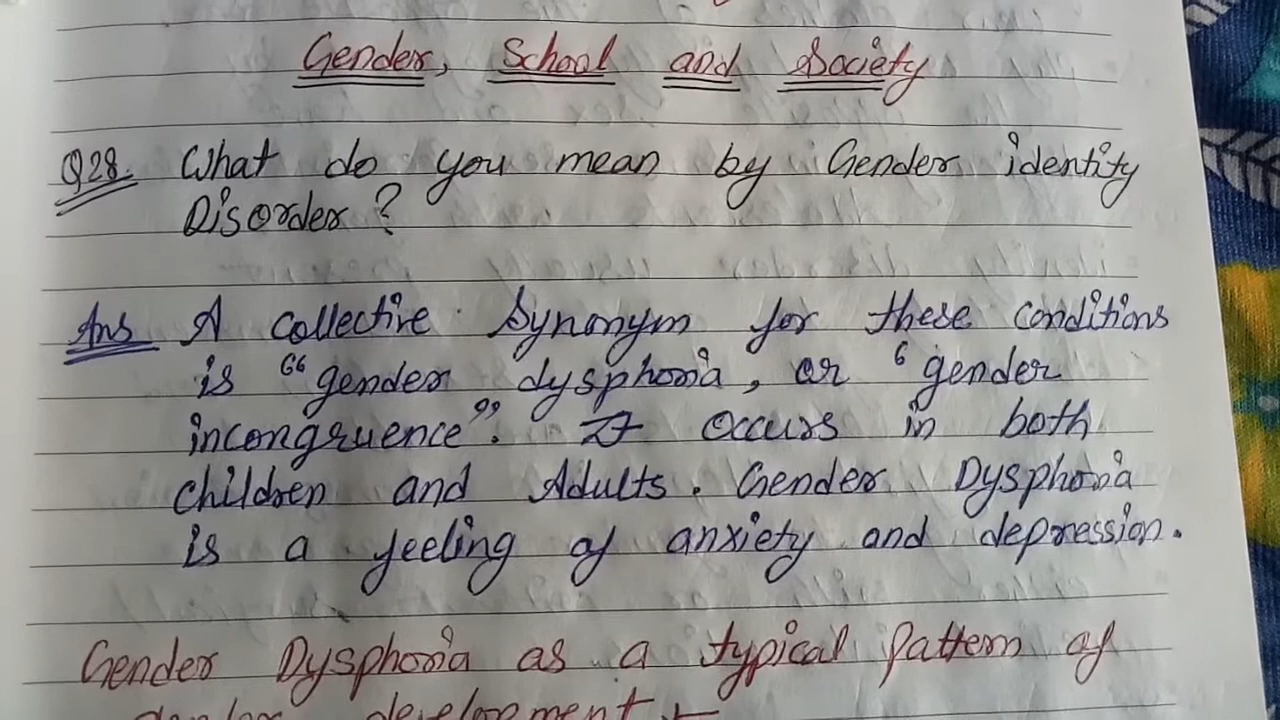 Gender, School and Society
Q28. What do you mean by Gender identity
Disorder?
Ans A collective Synonym for these conditions
is "gender dysphoria, or 'gender
incongruence". It occurs in both
children and Adults. Gender Dysphoria
is a feeling of anxiety and depression.
Gender Dysphoria as a typical Pattern of
development